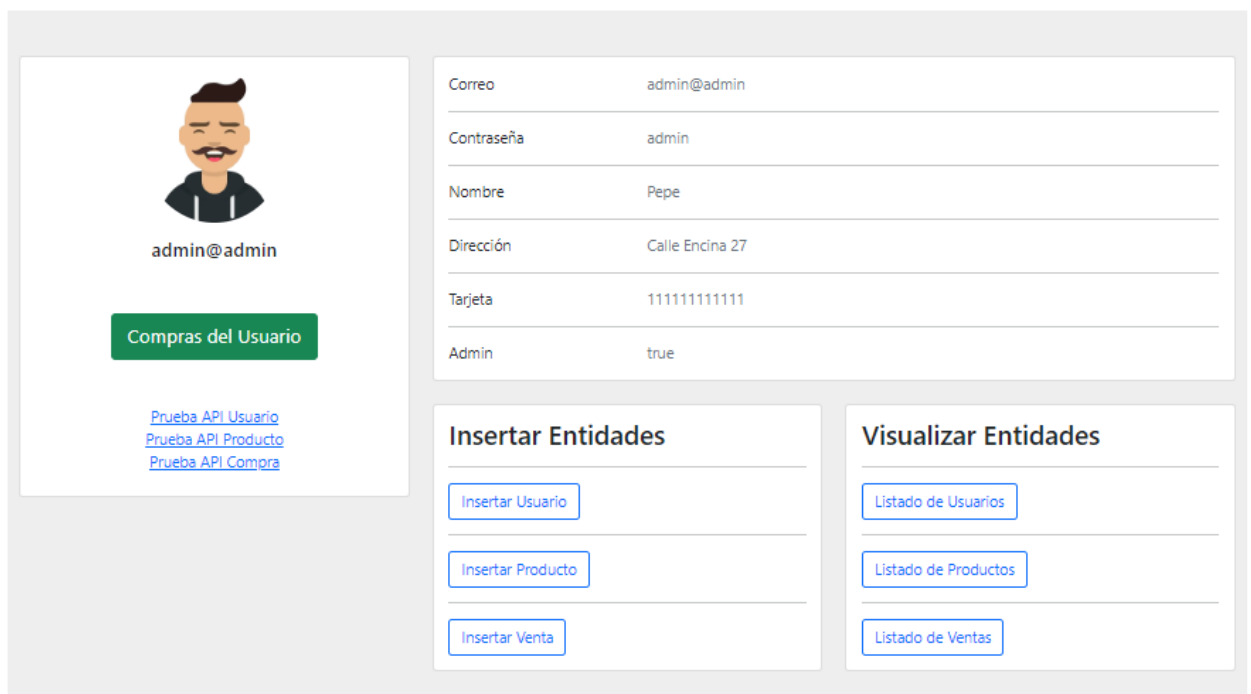 admin@admin
Compras del Usuario
Prueba API Usuario
Prueba API Producto
Prueba API Compra
Correo admin@admin
Contraseña admin
Nombre Pepe
Dirección Calle Encina 27
Tarjeta 111111111111
Admin true
Insertar Entidades
Insertar Usuario
Insertar Producto
Insertar Venta
Visualizar Entidades
Listado de Usuarios
Listado de Productos
Listado de Ventas